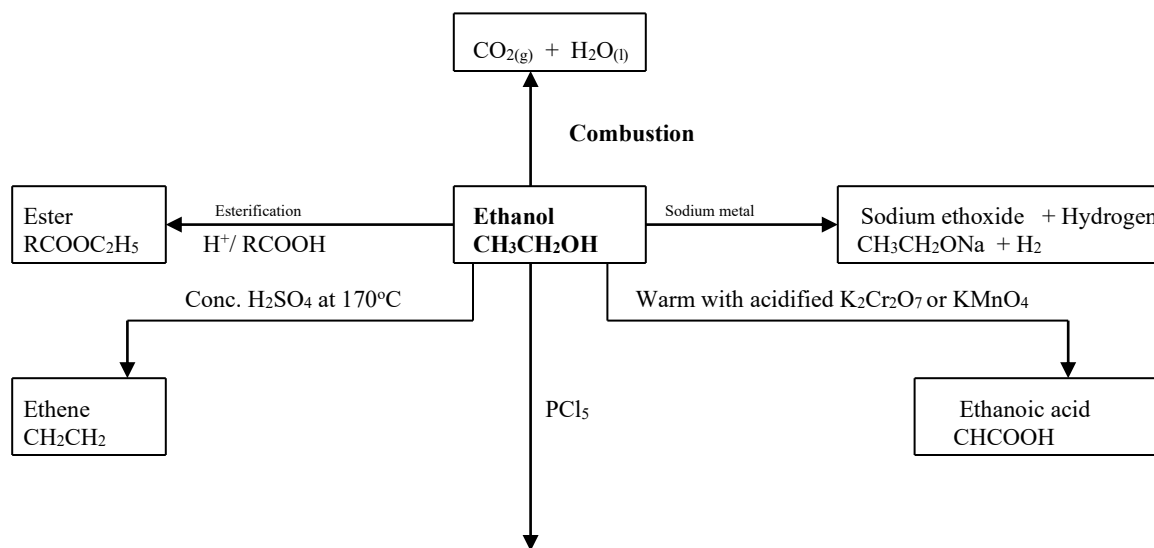 CO2(g) + H2O(l)
Combustion
Ester
RCOOC2H5
Esterification
H+/ RCOOH
Ethanol
CH3CH2OH
Sodium metal
Sodium ethoxide + Hydrogen
CH3CH2ONa + H2
Conc. H2SO4 at 170oC
Warm with acidified K2Cr2O7 or KMnO4
Ethene
CH2CH2
PCl5
Ethanoic acid
CHCOOH